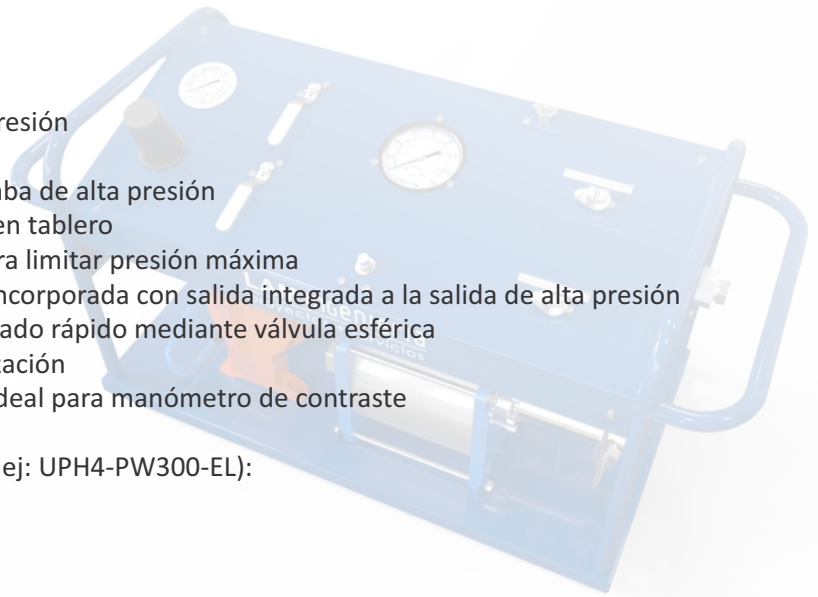 resión
ba de alta presión
en tablero
ra limitar presión máxima
ncorporada con salida integrada a la salida de alta presión
ado rápido mediante válvula esférica
tación
deal para manómetro de contraste
ej: UPH4-PW300-EL):